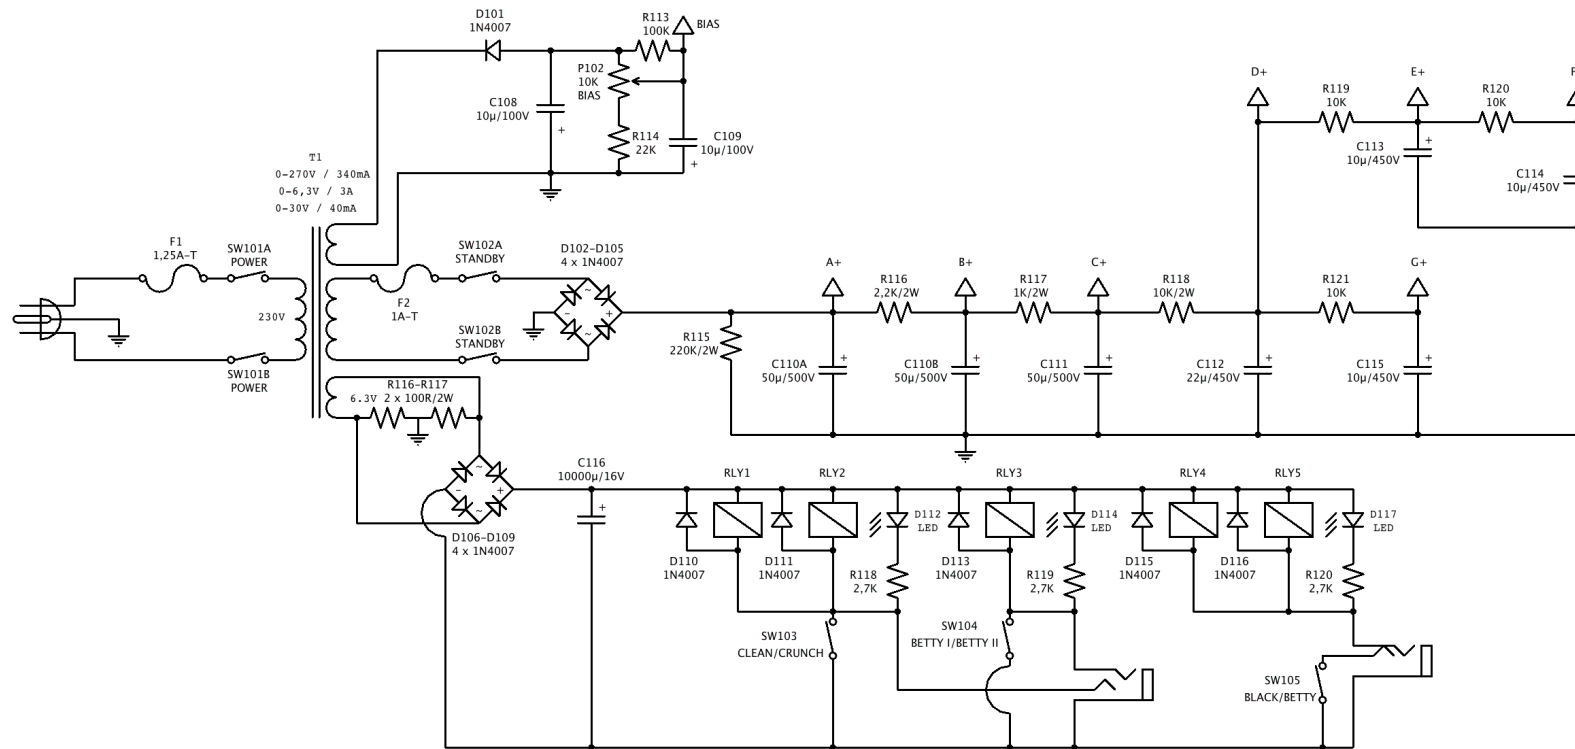 D101
1N4007
R113
100K
BIAS
P102
10K
BIAS
C108
10µ/100V
+
R114
22K
C109
10µ/100V
+
T1
0-270V / 340mA
0-6,3V / 3A
0-30V / 40mA
D+
R119
10K
E+
R120
10K
F
C113
10µ/450V
+
C114
10µ/450V
F1
1,25A-T
SW101A
POWER
230V
SW101B
POWER
F2
1A-T
SW102A
STANDBY
SW102B
STANDBY
D102-D105
4 x 1N4007
~
- +
~
A+
R116
2,2K/2W
B+
R117
1K/2W
C+
R118
10K/2W
R121
10K
G+
R115
220K/2W
C110A
50µ/500V
+
C110B
50µ/500V
+
C111
50µ/500V
+
C112
22µ/450V
+
C115
10µ/450V
+
R116-R117
6.3V 2 x 100R/2W
~
- +
~
D106-D109
4 x 1N4007
C116
10000µ/16V
+
RLY1
RLY2
RLY3
RLY4
RLY5
D112
LED
D114
LED
D117
LED
D110
1N4007
D111
1N4007
R118
2,7K
D113
1N4007
R119
2,7K
D115
1N4007
D116
1N4007
R120
2,7K
SW103
CLEAN/CRUNCH
SW104
BETTY I/BETTY II
SW105
BLACK/BETTY